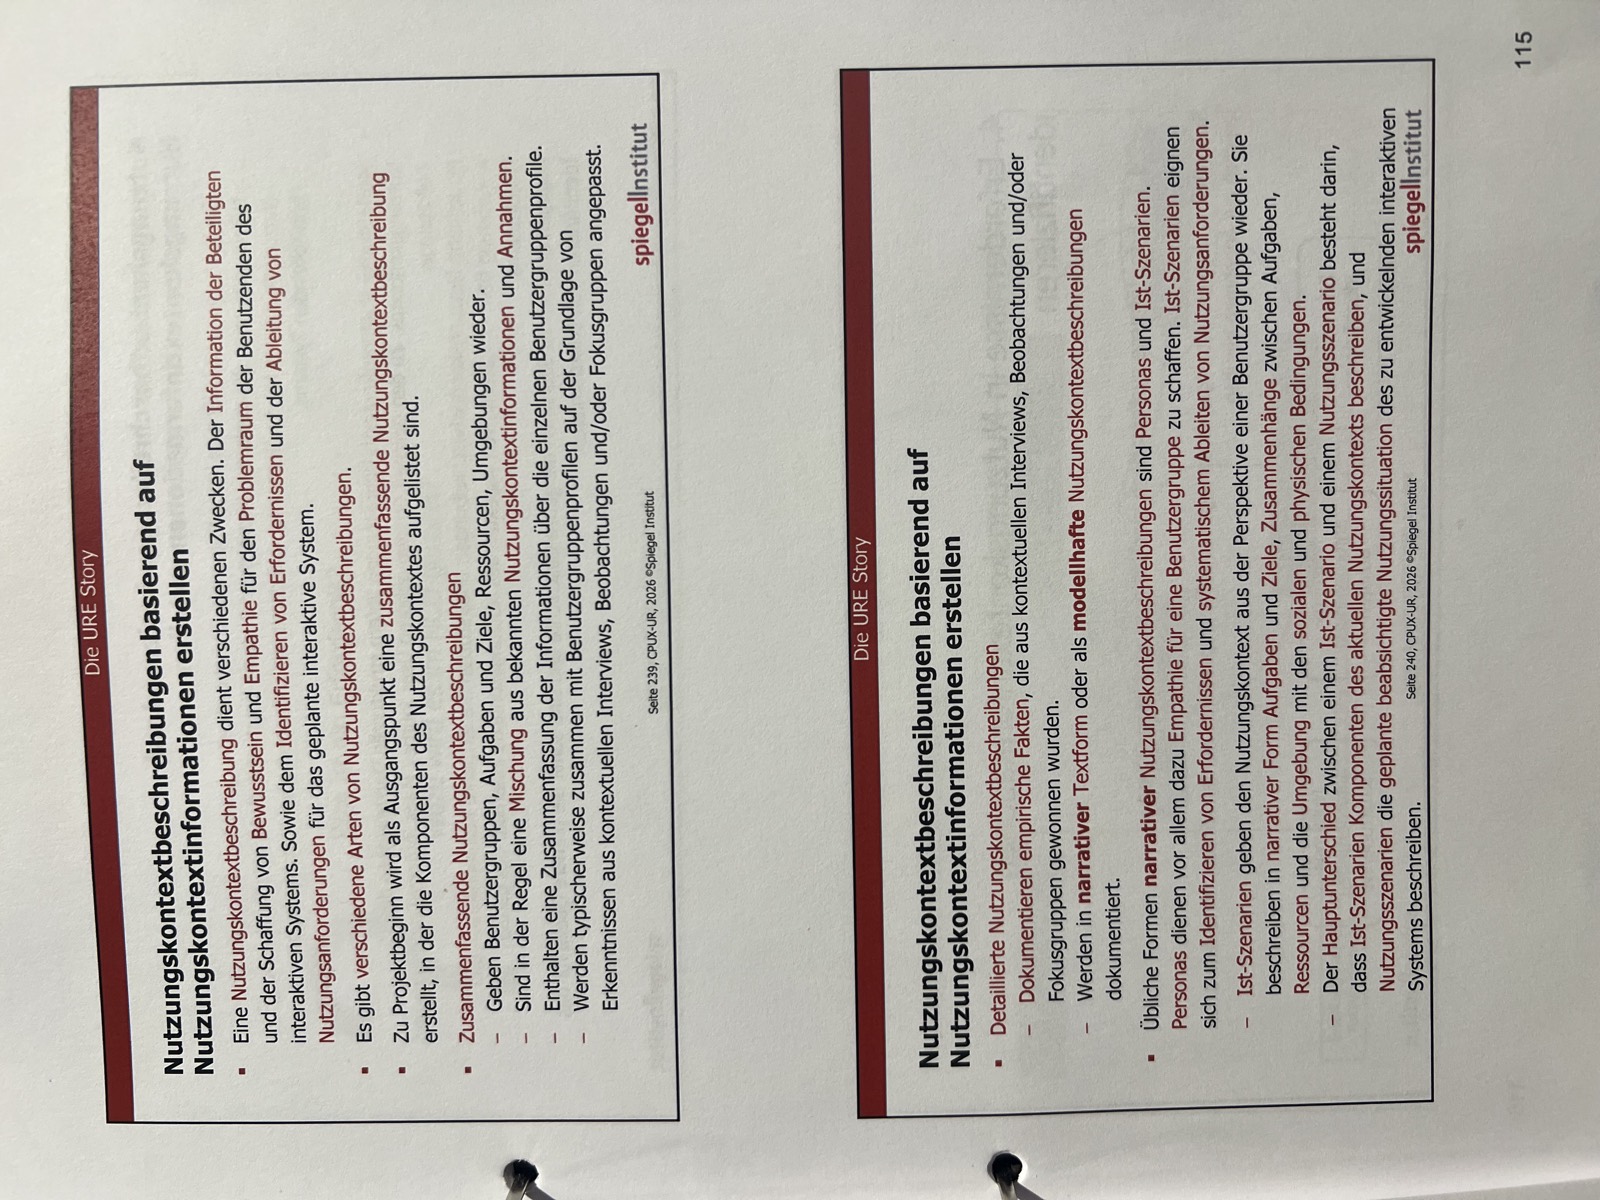 Die URE Story
Nutzungskontextbeschreibungen basierend auf
Nutzungskontextinformationen erstellen
▪ Eine Nutzungskontextbeschreibung dient verschiedenen Zwecken. Der Information der Beteiligten
und der Schaffung von Bewusstsein und Empathie für den Problemraum der Benutzenden des
interaktiven Systems. Sowie dem Identifizieren von Erfordernissen und der Ableitung von
Nutzungsanforderungen für das geplante interaktive System.
▪ Es gibt verschiedene Arten von Nutzungskontextbeschreibungen.
▪ Zu Projektbeginn wird als Ausgangspunkt eine zusammenfassende Nutzungskontextbeschreibung
erstellt, in der die Komponenten des Nutzungskontextes aufgelistet sind.
▪ Zusammenfassende Nutzungskontextbeschreibungen
– Geben Benutzergruppen, Aufgaben und Ziele, Ressourcen, Umgebungen wieder.
– Sind in der Regel eine Mischung aus bekannten Nutzungskontextinformationen und Annahmen.
– Enthalten eine Zusammenfassung der Informationen über die einzelnen Benutzergruppenprofile.
– Werden typischerweise zusammen mit Benutzergruppenprofilen auf der Grundlage von
Erkenntnissen aus kontextuellen Interviews, Beobachtungen und/oder Fokusgruppen angepasst.
Seite 239, CPUX-UR, 2026 ©Spiegel Institut
spiegelInstitut
Die URE Story
Nutzungskontextbeschreibungen basierend auf
Nutzungskontextinformationen erstellen
▪ Detaillierte Nutzungskontextbeschreibungen
– Dokumentieren empirische Fakten, die aus kontextuellen Interviews, Beobachtungen und/oder
Fokusgruppen gewonnen wurden.
– Werden in narrativer Textform oder als modellhafte Nutzungskontextbeschreibungen
dokumentiert.
▪ Übliche Formen narrativer Nutzungskontextbeschreibungen sind Personas und Ist-Szenarien.
Personas dienen vor allem dazu Empathie für eine Benutzergruppe zu schaffen. Ist-Szenarien eignen
sich zum Identifizieren von Erfordernissen und systematischem Ableiten von Nutzungsanforderungen.
– Ist-Szenarien geben den Nutzungskontext aus der Perspektive einer Benutzergruppe wieder. Sie
beschreiben in narrativer Form Aufgaben und Ziele, Zusammenhänge zwischen Aufgaben,
Ressourcen und die Umgebung mit den sozialen und physischen Bedingungen.
– Der Hauptunterschied zwischen einem Ist-Szenario und einem Nutzungsszenario besteht darin,
dass Ist-Szenarien Komponenten des aktuellen Nutzungskontexts beschreiben, und
Nutzungsszenarien die geplante beabsichtigte Nutzungssituation des zu entwickelnden interaktiven
Systems beschreiben.
Seite 240, CPUX-UR, 2026 ©Spiegel Institut
spiegelInstitut
115